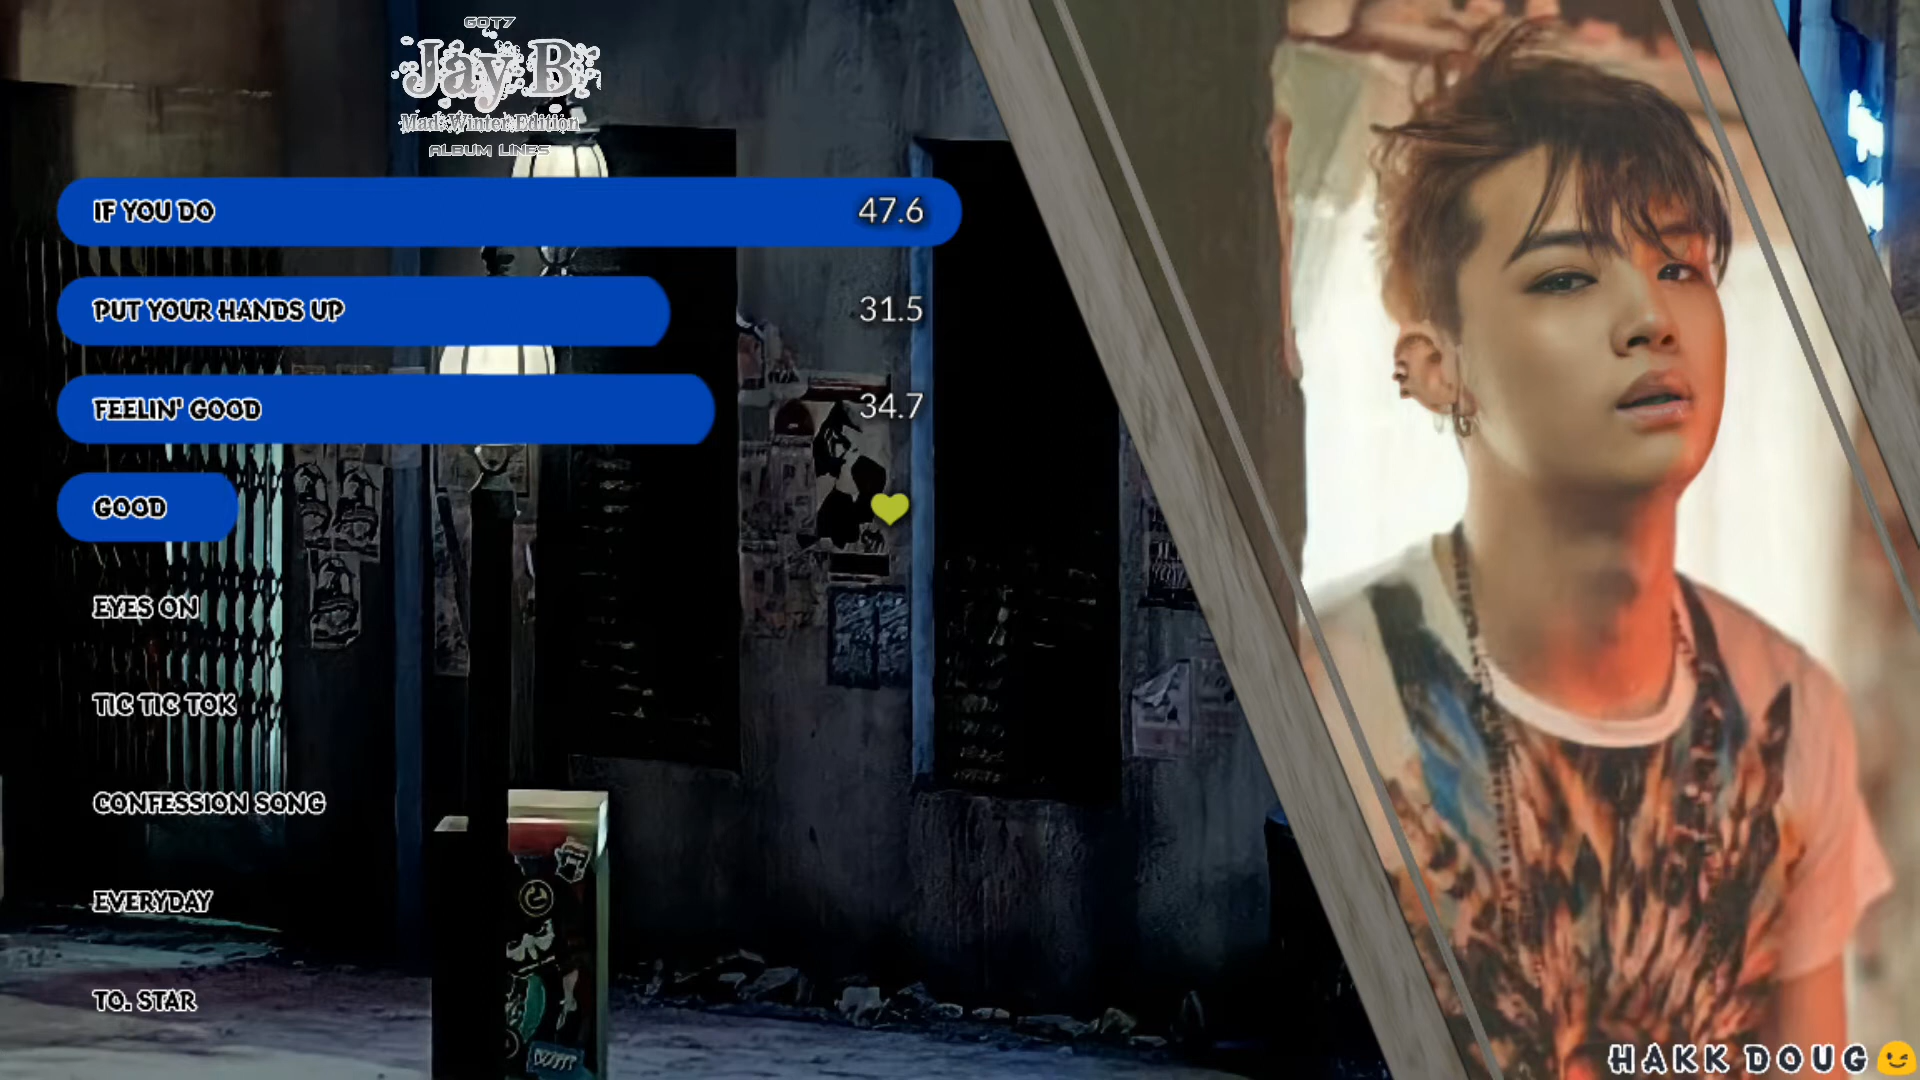 GOT7
Jay B
Mad: Winter Edition
ALBUM LINES
IF YOU DO 47.6
PUT YOUR HANDS UP 31.5
FEELIN' GOOD 34.7
GOOD
EYES ON
TIC TIC TOK
CONFESSION SONG
EVERYDAY
TO. STAR
HAKK DOUG